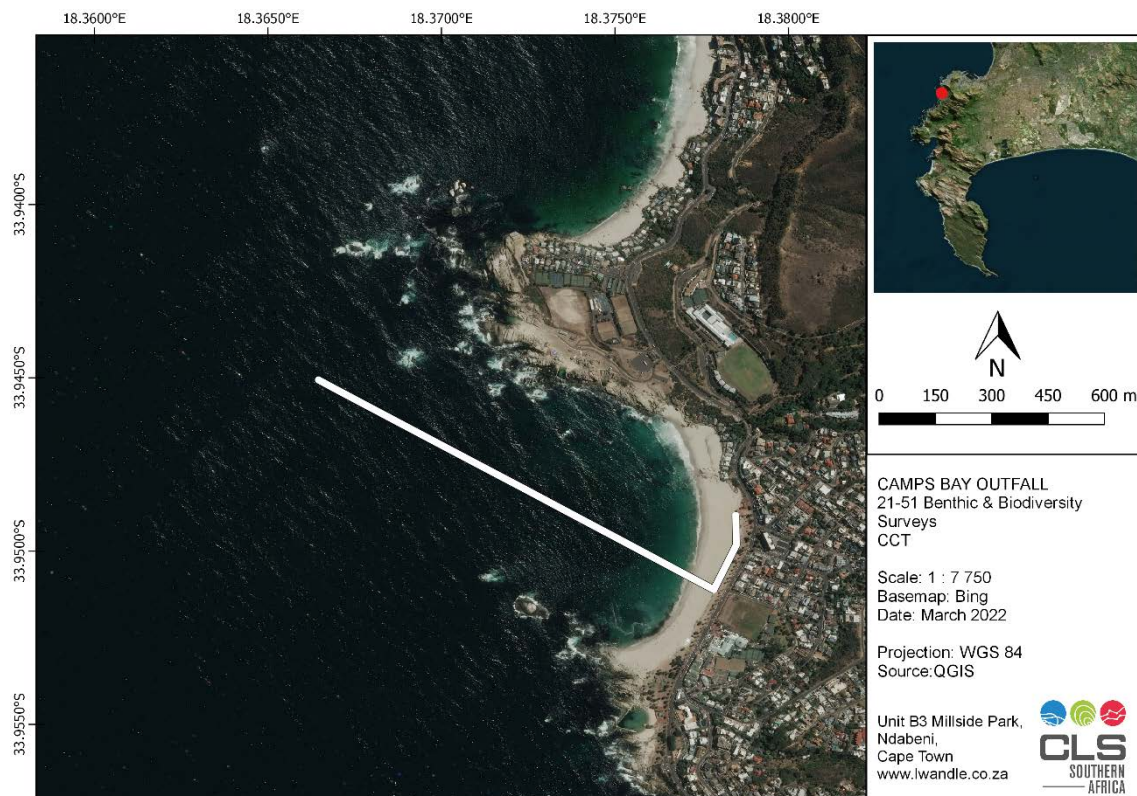 18.3600°E 18.3650°E 18.3700°E 18.3750°E 18.3800°E
33.9400°S
33.9450°S
33.9500°S
33.9550°S
N
0 150 300 450 600 m
CAMPS BAY OUTFALL
21-51 Benthic & Biodiversity
Surveys
CCT
Scale: 1 : 7 750
Basemap: Bing
Date: March 2022
Projection: WGS 84
Source:QGIS
Unit B3 Millside Park,
Ndabeni,
Cape Town
www.lwandle.co.za
CLS
SOUTHERN
AFRICA